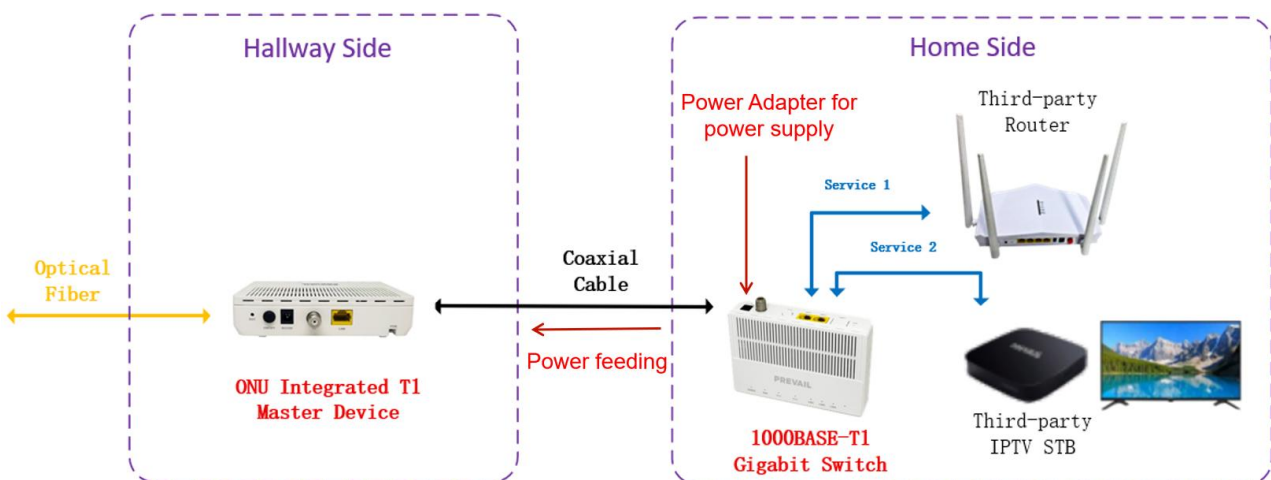 Hallway Side
Home Side
Power Adapter for
power supply
Third-party
Router
Service 1
Service 2
Optical
Fiber
Coaxial
Cable
Power feeding
PREVAIL
ONU Integrated T1
Master Device
1000BASE-T1
Gigabit Switch
Third-party
IPTV STB